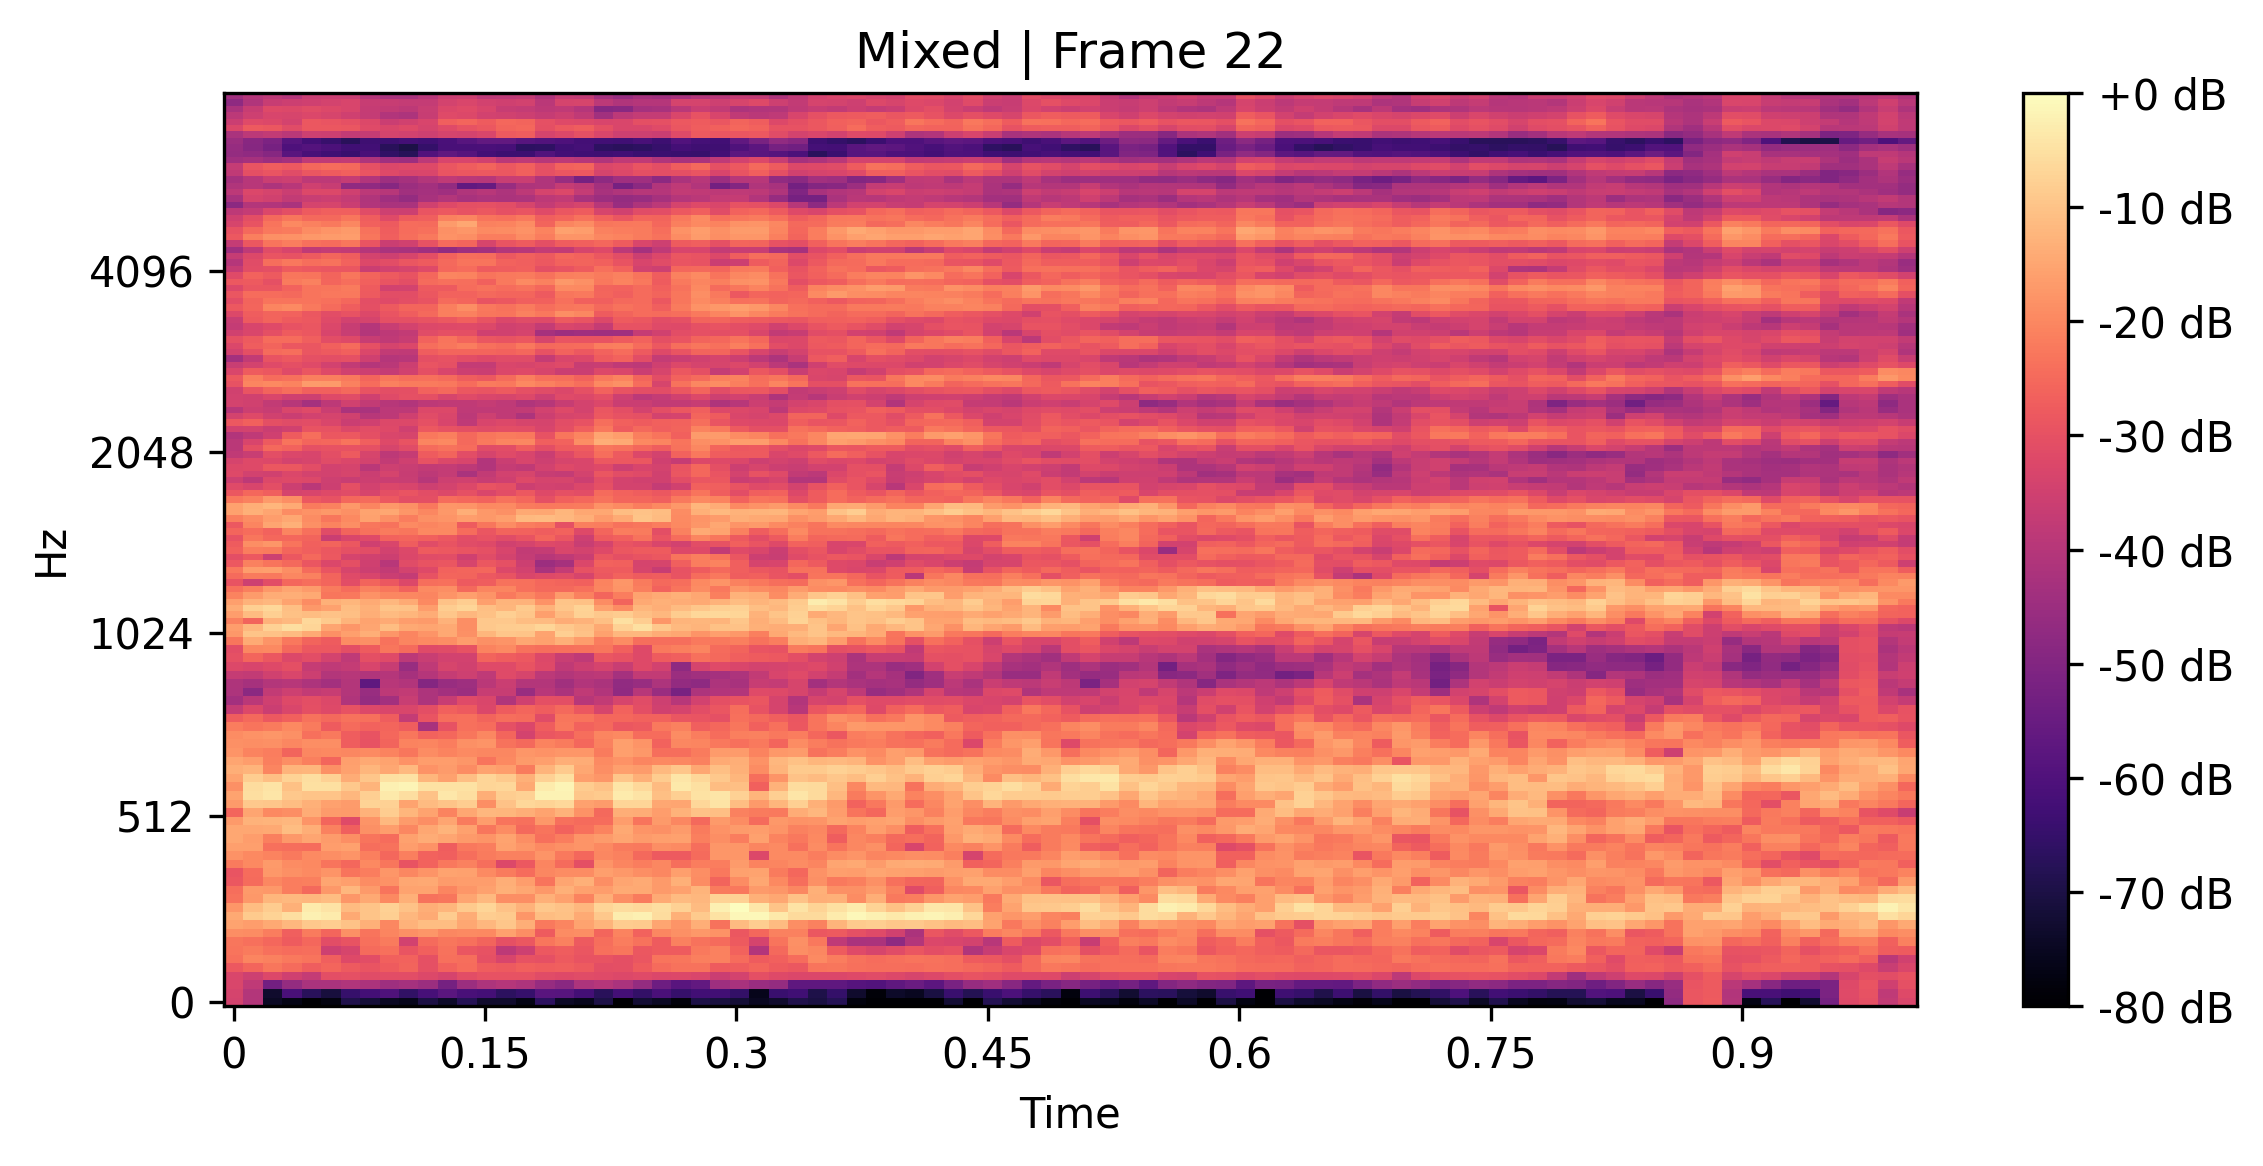 Mixed | Frame 22
+0 dB
-10 dB
-20 dB
-30 dB
-40 dB
-50 dB
-60 dB
-70 dB
-80 dB
4096
2048
1024
512
0
Hz
0 0.15 0.3 0.45 0.6 0.75 0.9
Time